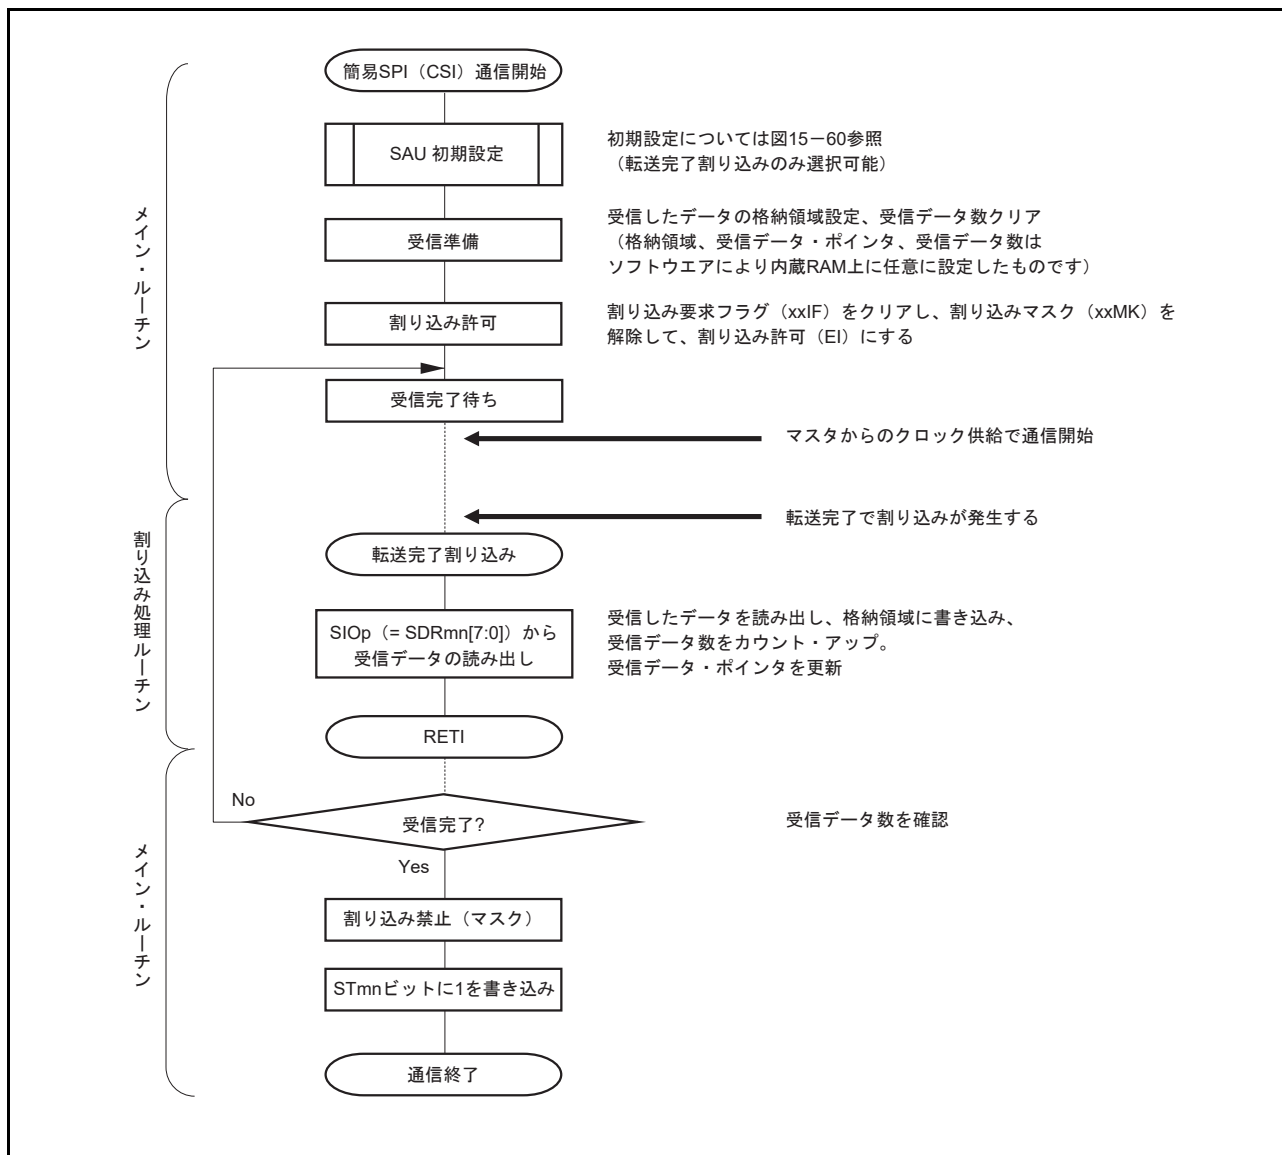 簡易SPI（CSI）通信開始
SAU 初期設定
初期設定については図15－60参照
（転送完了割り込みのみ選択可能）
メイン・ルーチン
受信準備
受信したデータの格納領域設定、受信データ数クリア
（格納領域、受信データ・ポインタ、受信データ数は
ソフトウエアにより内蔵RAM上に任意に設定したものです）
割り込み許可
割り込み要求フラグ（xxIF）をクリアし、割り込みマスク（xxMK）を
解除して、割り込み許可（EI）にする
受信完了待ち
マスタからのクロック供給で通信開始
転送完了で割り込みが発生する
割り込み処理ルーチン
転送完了割り込み
SIOp（= SDRmn[7:0]）から
受信データの読み出し
受信したデータを読み出し、格納領域に書き込み、
受信データ数をカウント・アップ。
受信データ・ポインタを更新
RETI
No
受信完了?
受信データ数を確認
Yes
メイン・ルーチン
割り込み禁止（マスク）
STmnビットに1を書き込み
通信終了